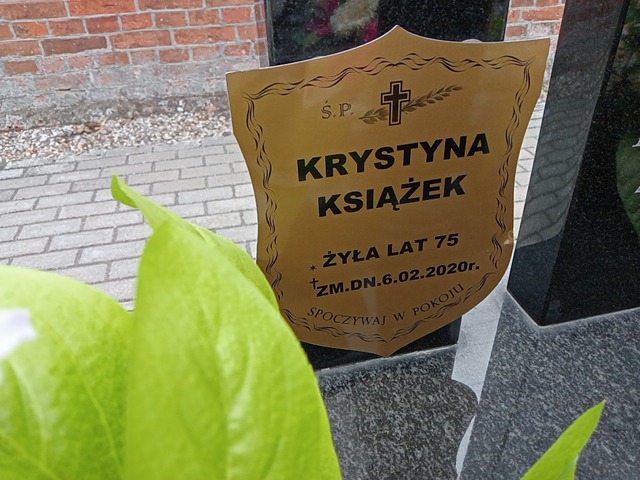 Ś.P.
KRYSTYNA
KSIĄŻEK
* ŻYŁA LAT 75
† ZM.DN.6.02.2020r.
SPOCZYWAJ W POKOJU